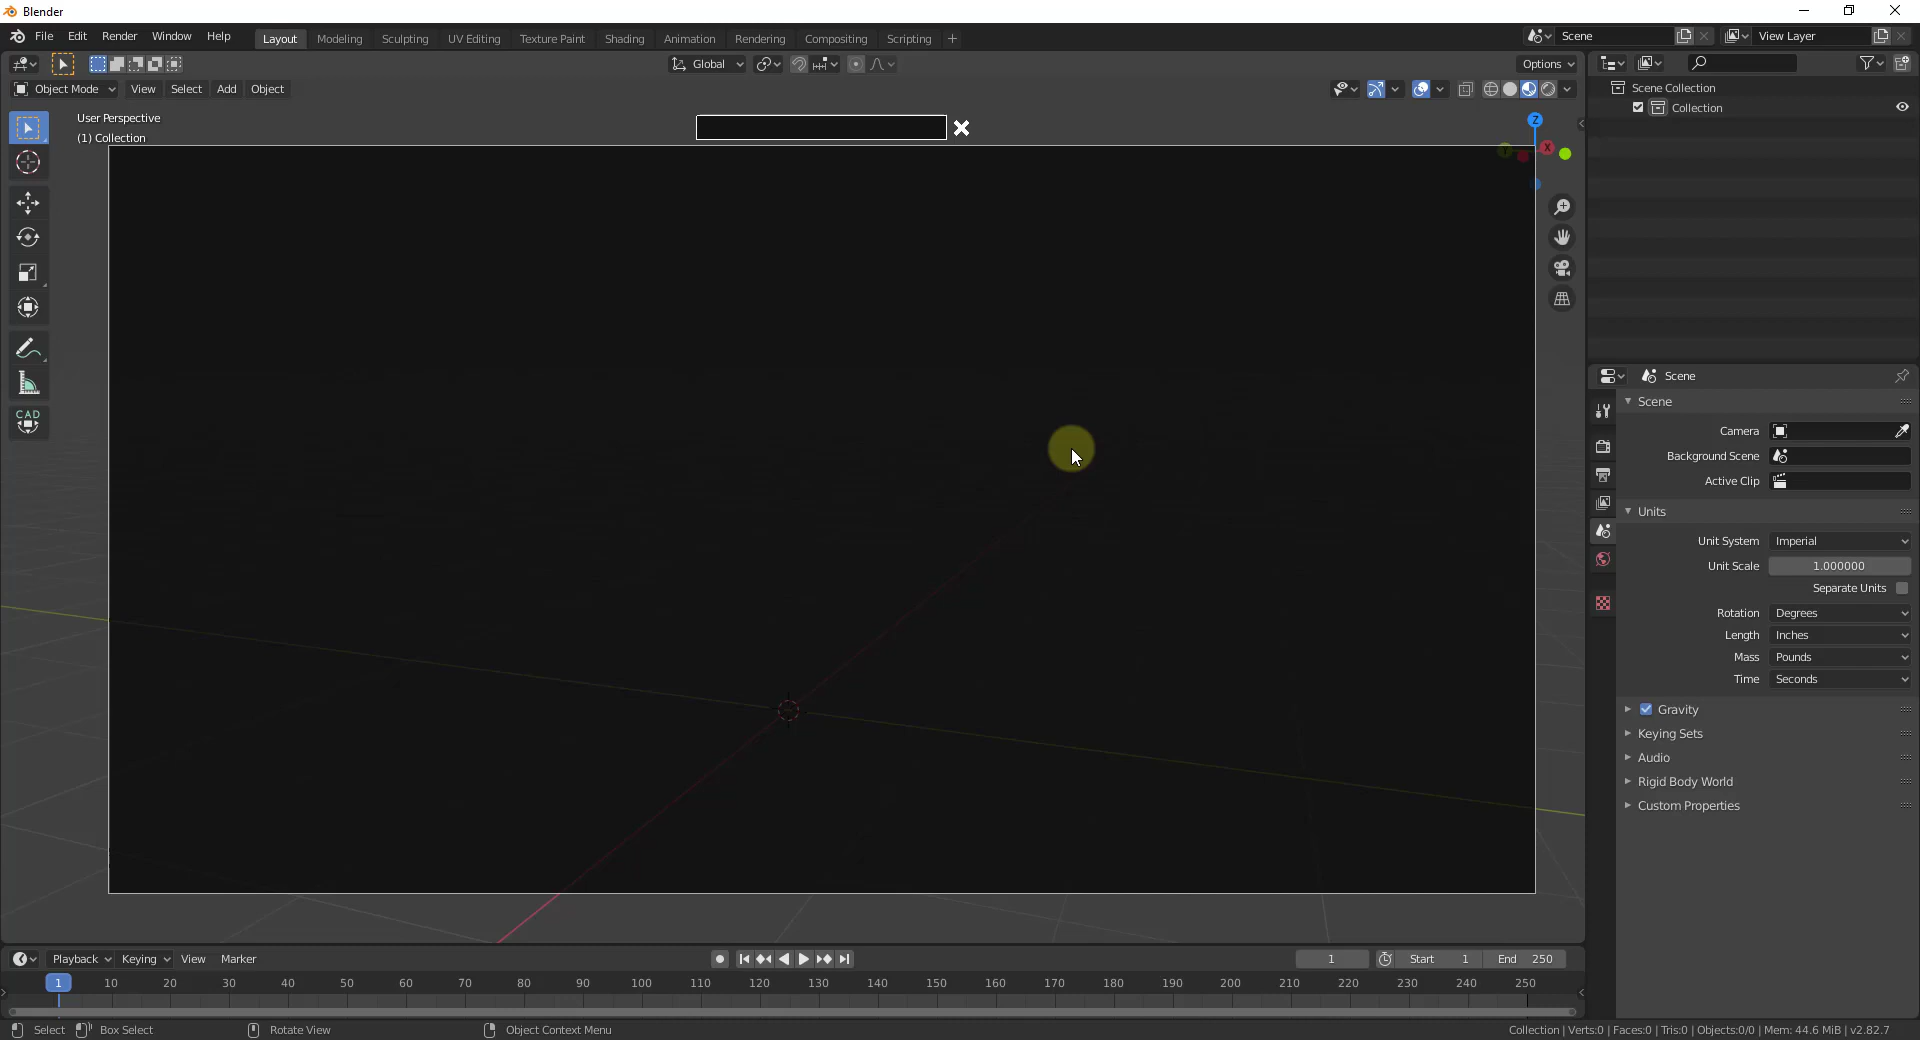 Blender
File Edit Render Window Help Layout Modeling Sculpting UV Editing Texture Paint Shading Animation Rendering Compositing Scripting + Scene View Layer
Global Options
Object Mode View Select Add Object
User Perspective
(1) Collection
Z
Y
X
CAD
Scene Collection
Collection
Scene
Scene
Camera
Background Scene
Active Clip
Units
Unit System Imperial
Unit Scale 1.000000
Separate Units
Rotation Degrees
Length Inches
Mass Pounds
Time Seconds
Gravity
Keying Sets
Audio
Rigid Body World
Custom Properties
Playback Keying View Marker 1 Start 1 End 250
1 10 20 30 40 50 60 70 80 90 100 110 120 130 140 150 160 170 180 190 200 210 220 230 240 250
Select Box Select Rotate View Object Context Menu Collection | Verts:0 | Faces:0 | Tris:0 | Objects:0/0 | Mem: 44.6 MiB | v2.82.7